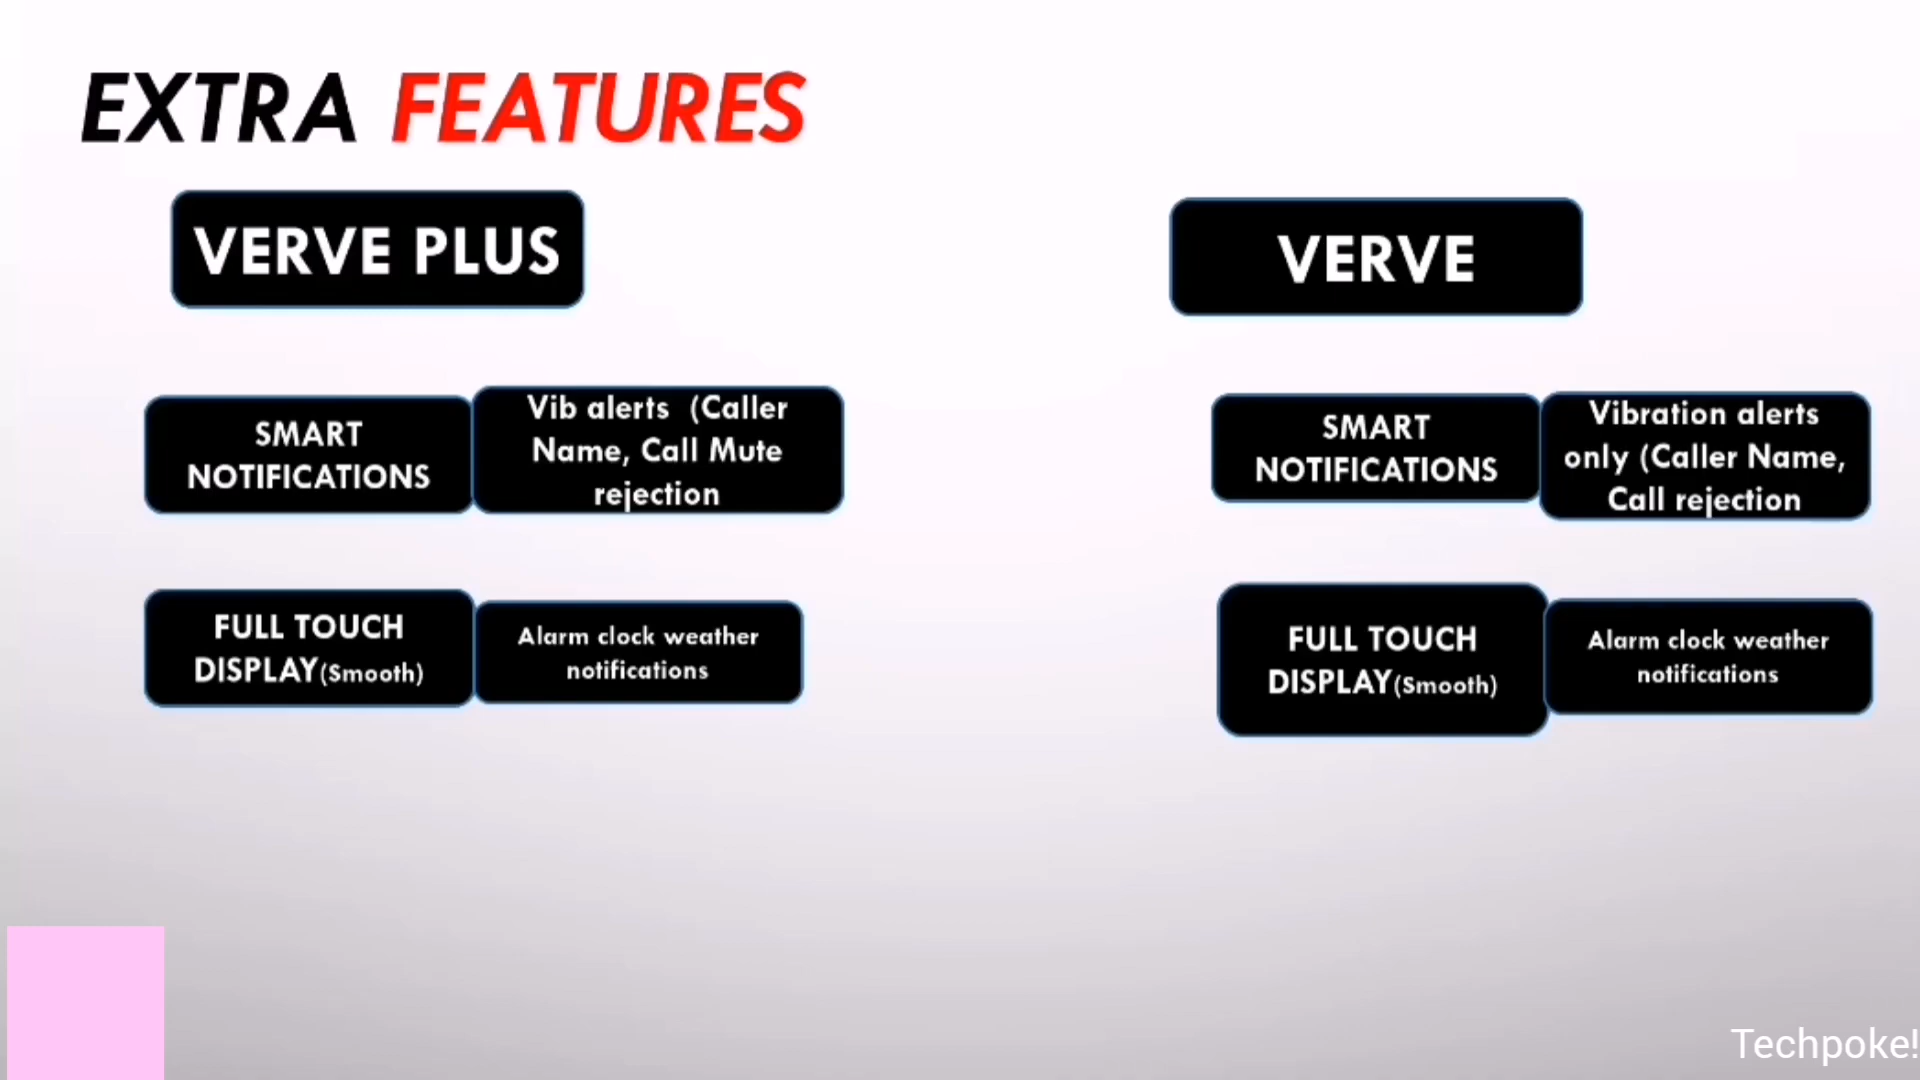 EXTRA FEATURES
VERVE PLUS
VERVE
SMART
NOTIFICATIONS
Vib alerts (Caller
Name, Call Mute
rejection
SMART
NOTIFICATIONS
Vibration alerts
only (Caller Name,
Call rejection
FULL TOUCH
DISPLAY(Smooth)
Alarm clock weather
notifications
FULL TOUCH
DISPLAY(Smooth)
Alarm clock weather
notifications
Techpoke!